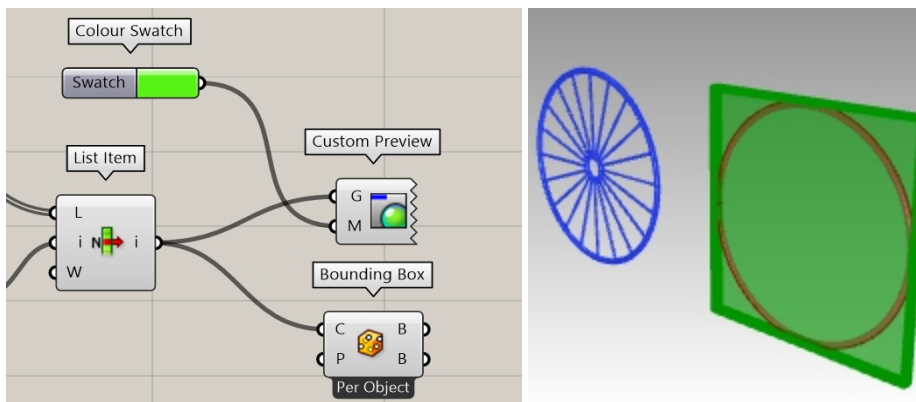 Colour Swatch
Swatch
List Item
L
i N i
W
Custom Preview
G
M
Bounding Box
C B
P B
Per Object